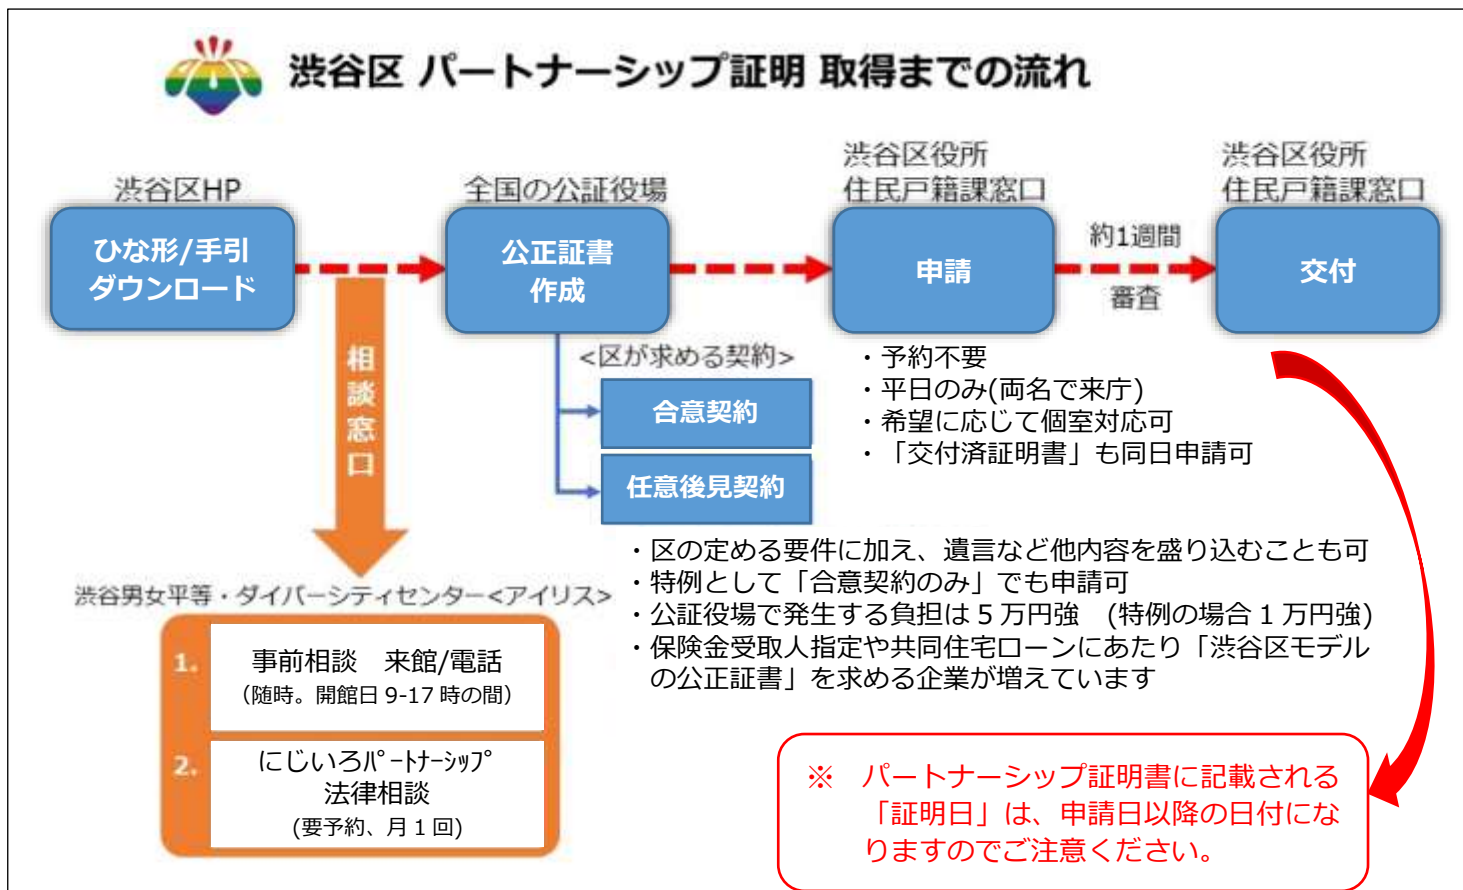 渋谷区 パートナーシップ証明 取得までの流れ
渋谷区HP
ひな形/手引
ダウンロード
全国の公証役場
公正証書
作成
渋谷区役所
住民戸籍課窓口
申請
約1週間
審査
渋谷区役所
住民戸籍課窓口
交付
相談窓口
<区が求める契約>
合意契約
任意後見契約
・予約不要
・平日のみ(両名で来庁)
・希望に応じて個室対応可
・「交付済証明書」も同日申請可
・区の定める要件に加え、遺言など他内容を盛り込むことも可
・特例として「合意契約のみ」でも申請可
・公証役場で発生する負担は 5 万円強　(特例の場合 1 万円強)
・保険金受取人指定や共同住宅ローンにあたり「渋谷区モデル
の公正証書」を求める企業が増えています
渋谷男女平等・ダイバーシティセンター<アイリス>
1.
事前相談　来館/電話
（随時。開館日 9-17 時の間）
2.
にじいろﾊﾟｰﾄﾅｰｼｯﾌﾟ
法律相談
(要予約、月 1 回)
※　パートナーシップ証明書に記載される
「証明日」は、申請日以降の日付にな
りますのでご注意ください。